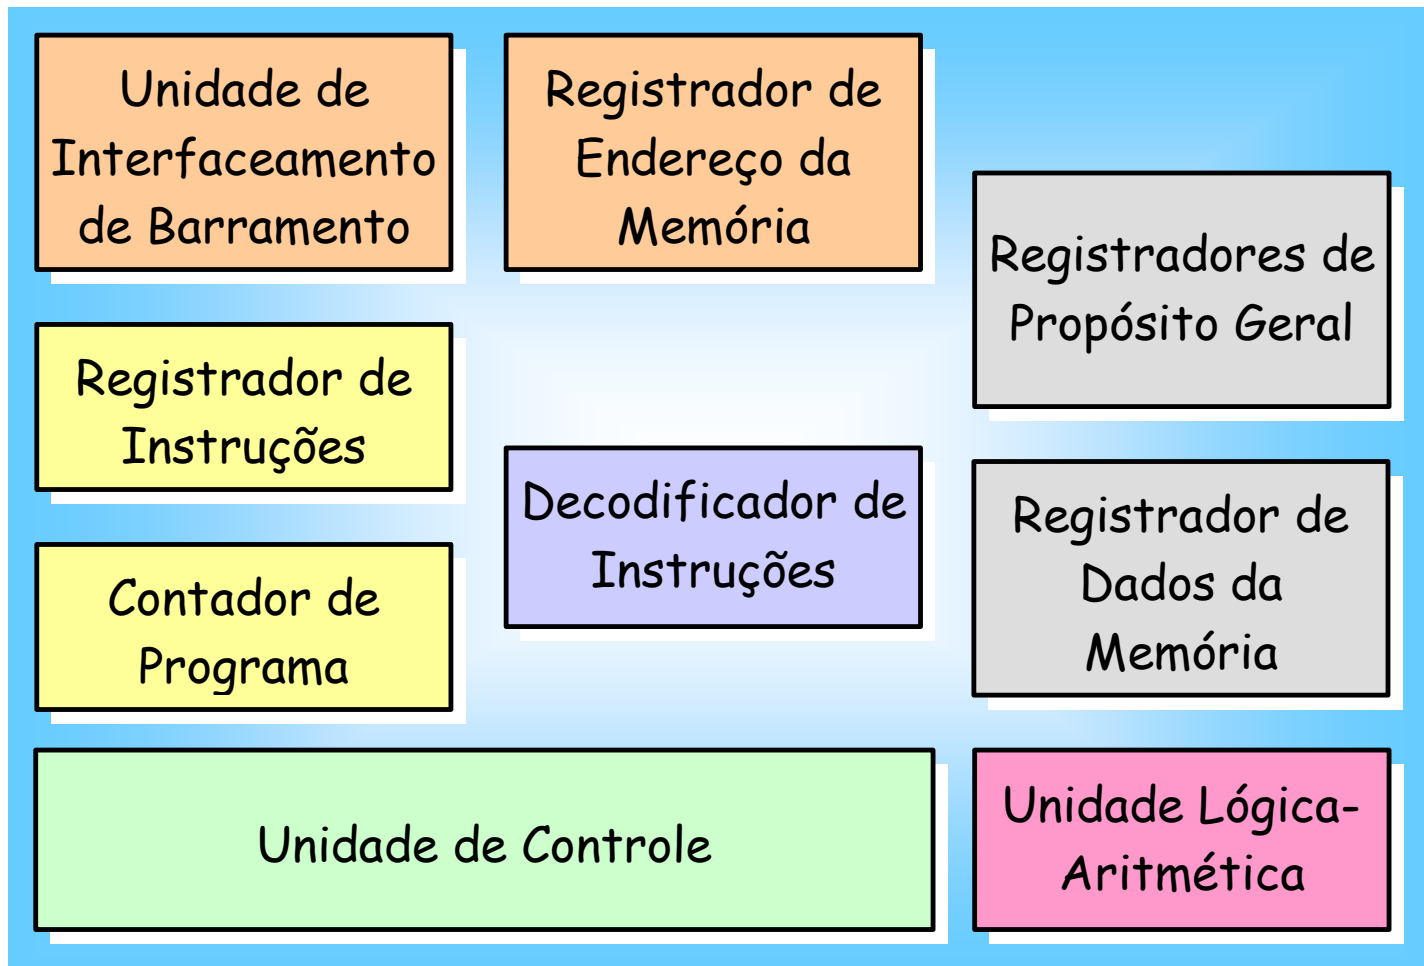 Unidade de
Interfaceamento
de Barramento
Registrador de
Endereço da
Memória
Registradores de
Propósito Geral
Registrador de
Instruções
Decodificador de
Instruções
Registrador de
Dados da
Memória
Contador de
Programa
Unidade de Controle
Unidade Lógica-
Aritmética